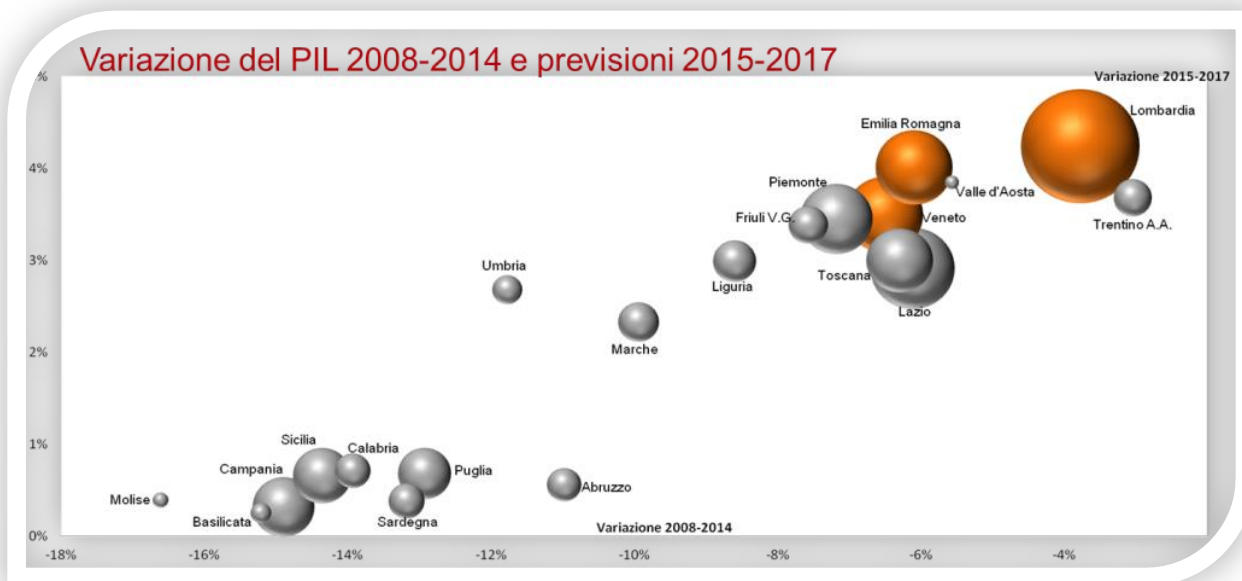 Variazione del PIL 2008-2014 e previsioni 2015-2017
%
Variazione 2015-2017
Lombardia
Emilia Romagna
4%
Piemonte
Valle d'Aosta
Friuli V.G.
Veneto
Trentino A.A.
3%
Umbria
Toscana
Liguria
Lazio
2%
Marche
1%
Sicilia
Calabria
Campania
Puglia
Abruzzo
Molise
Basilicata
Sardegna
Variazione 2008-2014
0%
-18%
-16%
-14%
-12%
-10%
-8%
-6%
-4%